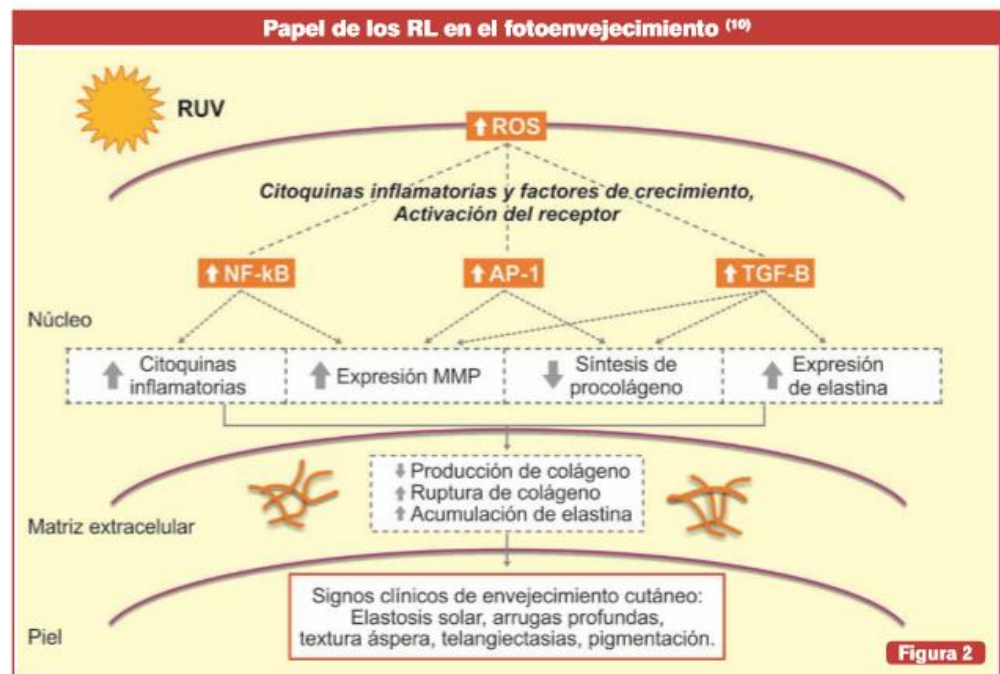 Papel de los RL en el fotoenvejecimiento (10)
RUV
ROS
Citoquinas inflamatorias y factores de crecimiento,
Activación del receptor
NF-kB
AP-1
TGF-B
Núcleo
Citoquinas
inflamatorias
Expresión MMP
Síntesis de
procolágeno
Expresión
de elastina
Producción de colágeno
Ruptura de colágeno
Acumulación de elastina
Matriz extracelular
Signos clínicos de envejecimiento cutáneo:
Elastosis solar, arrugas profundas,
textura áspera, telangiectasias, pigmentación.
Piel
Figura 2